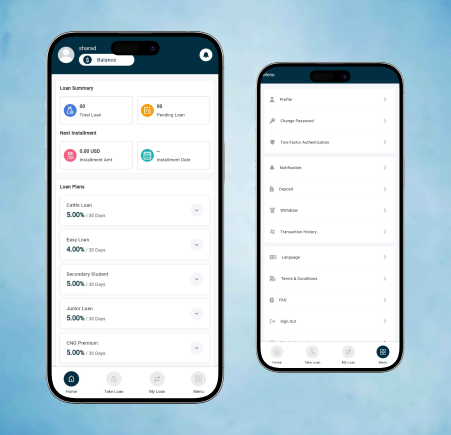 sharad
Balance
Loan Summary
00
Total Loan
00
Pending Loan
Next Installment
0.00 USD
Installment Amt
--
Installment Date
Loan Plans
Cattle Loan
5.00% / 30 Days
Easy Loan
4.00% / 30 Days
Secondary Student
5.00% / 30 Days
Junior Loan
5.00% / 30 Days
CNG Premium
5.00% / 30 Days
Home
Take Loan
My Loan
Menu
Menu
Profile
Change Password
Two-Factor Authentication
Notification
Deposit
Withdraw
Transaction History
Language
Terms & Conditions
FAQ
Sign Out
Home
Take Loan
My Loan
Menu